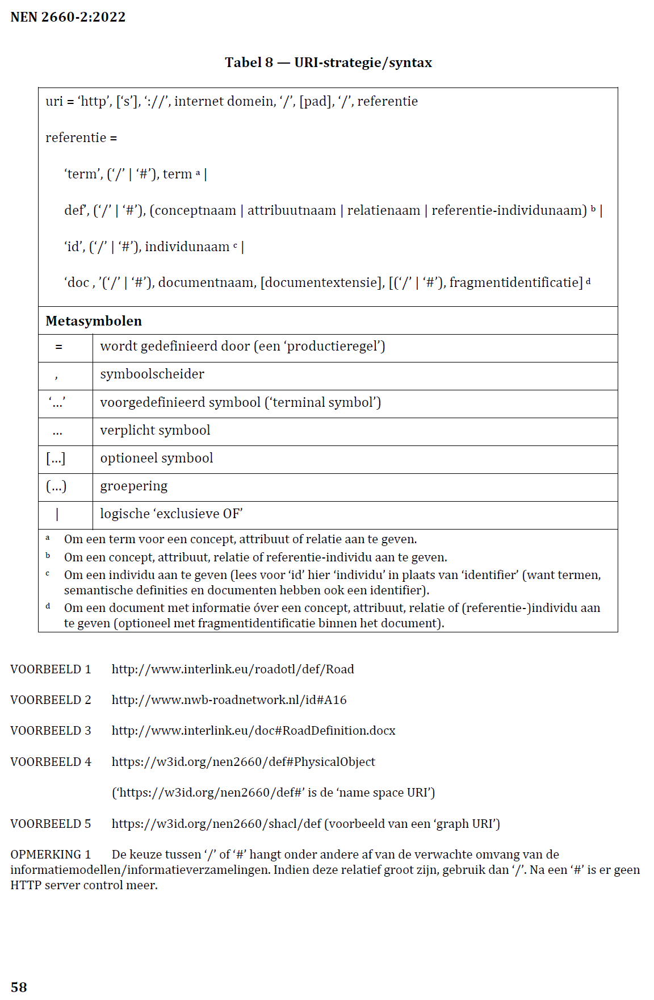 NEN 2660-2:2022
Tabel 8 — URI-strategie/syntax
uri = ‘http’, [‘s’], ‘://’, internet domein, ‘/’, [pad], ‘/’, referentie
referentie =
‘term’, (‘/’ | ‘#’), term a |
def’, (‘/’ | ‘#’), (conceptnaam | attribuutnaam | relatienaam | referentie-individunaam) b |
‘id’, (‘/’ | ‘#’), individunaam c |
‘doc , ’(‘/’ | ‘#’), documentnaam, [documentextensie], [(‘/’ | ‘#’), fragmentidentificatie] d
Metasymbolen
= wordt gedefinieerd door (een ‘productieregel’)
, symboolscheider
‘...’ voorgedefinieerd symbool (‘terminal symbol’)
... verplicht symbool
[...] optioneel symbool
(...) groepering
| logische ‘exclusieve OF’
a Om een term voor een concept, attribuut of relatie aan te geven.
b Om een concept, attribuut, relatie of referentie-individu aan te geven.
c Om een individu aan te geven (lees voor ‘id’ hier ‘individu’ in plaats van ‘identifier’ (want termen,
semantische definities en documenten hebben ook een identifier).
d Om een document met informatie óver een concept, attribuut, relatie of (referentie-)individu aan
te geven (optioneel met fragmentidentificatie binnen het document).
VOORBEELD 1 http://www.interlink.eu/roadotl/def/Road
VOORBEELD 2 http://www.nwb-roadnetwork.nl/id#A16
VOORBEELD 3 http://www.interlink.eu/doc#RoadDefinition.docx
VOORBEELD 4 https://w3id.org/nen2660/def#PhysicalObject
(‘https://w3id.org/nen2660/def#’ is de ‘name space URI’)
VOORBEELD 5 https://w3id.org/nen2660/shacl/def (voorbeeld van een ‘graph URI’)
OPMERKING 1 De keuze tussen ‘/’ of ‘#’ hangt onder andere af van de verwachte omvang van de
informatiemodellen/informatieverzamelingen. Indien deze relatief groot zijn, gebruik dan ‘/’. Na een ‘#’ is er geen
HTTP server control meer.
58